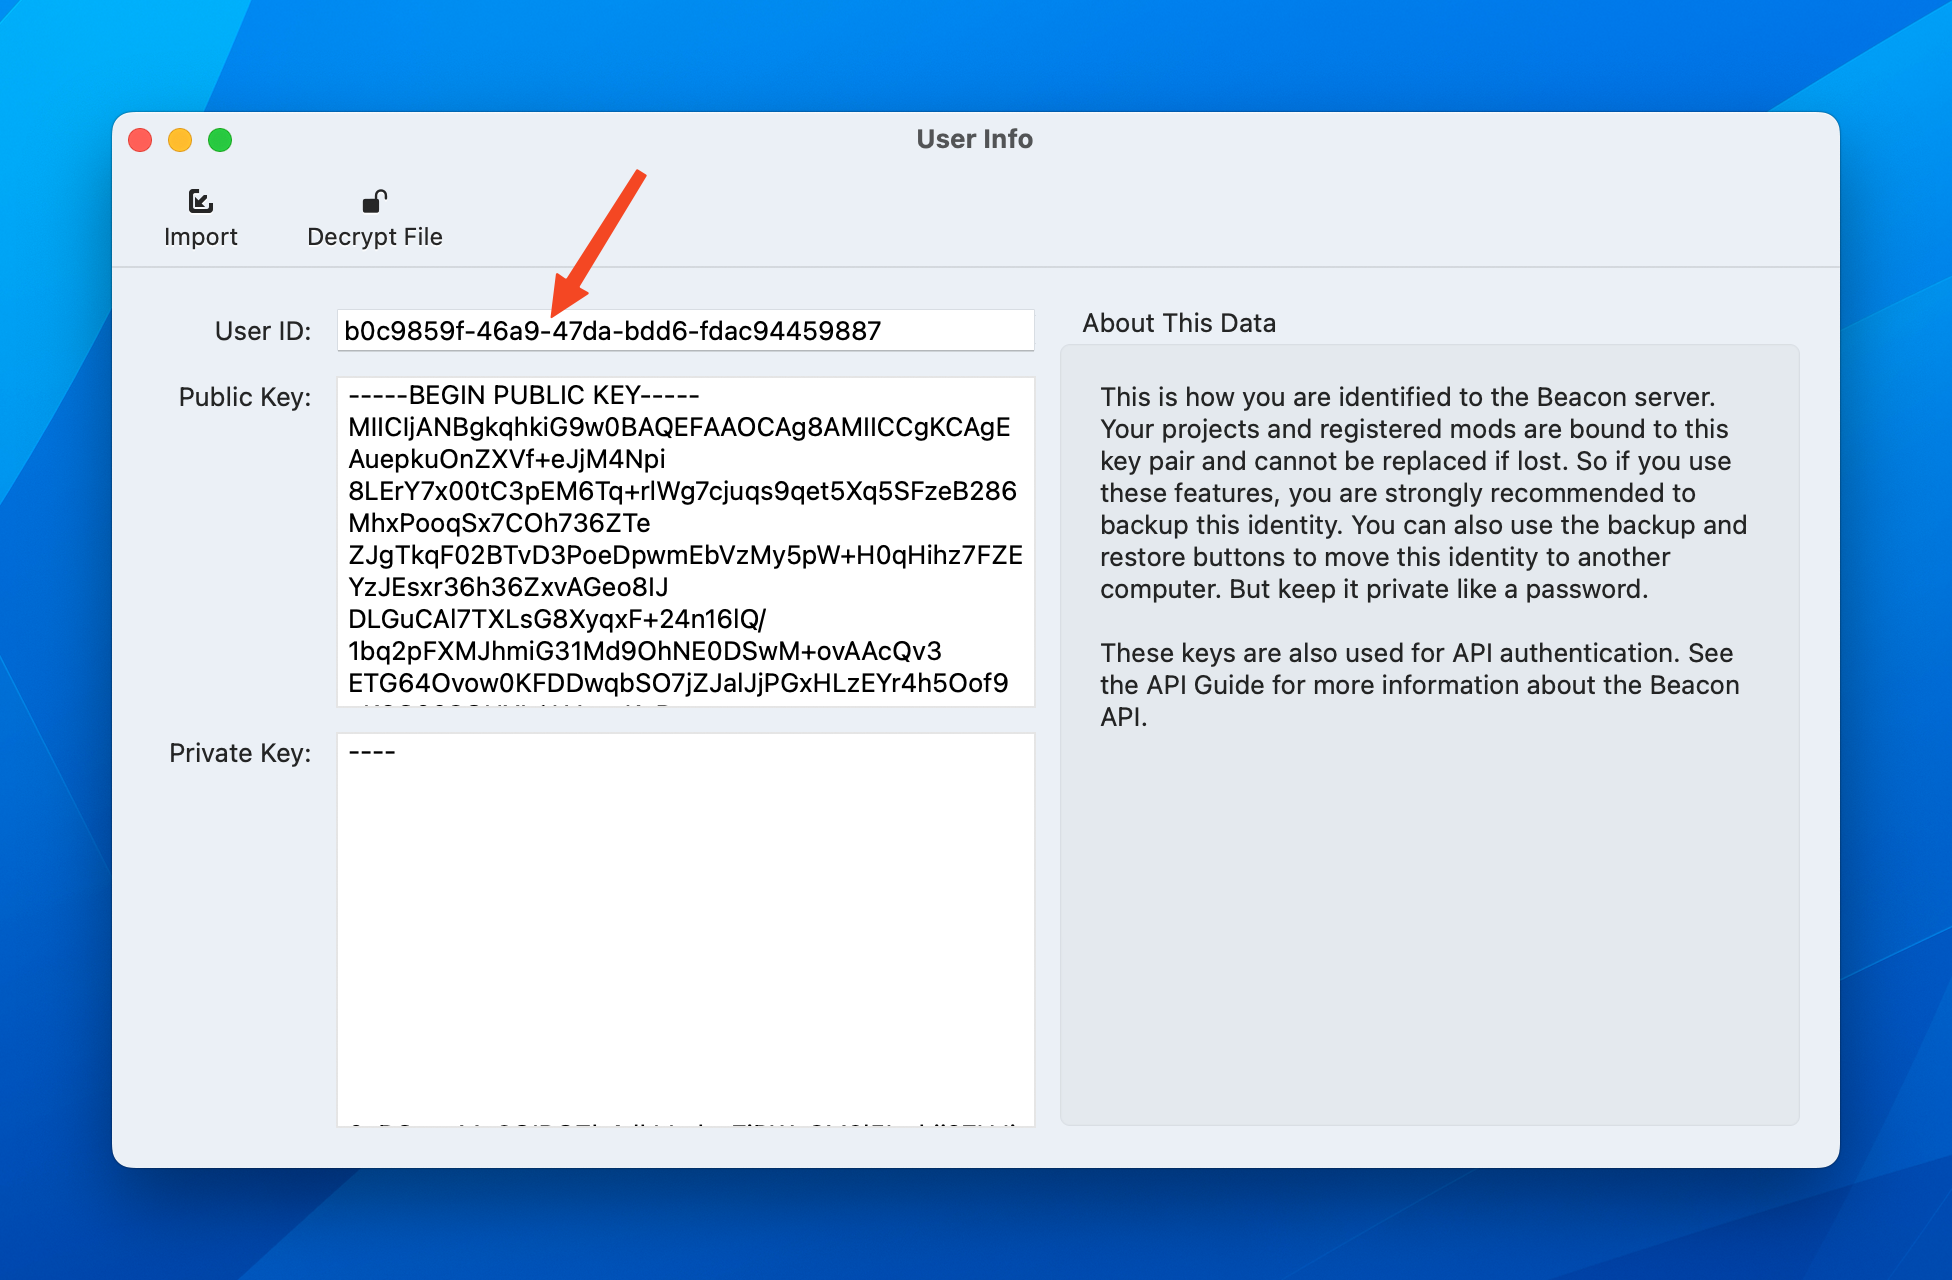 User Info
Import
Decrypt File
User ID:
b0c9859f-46a9-47da-bdd6-fdac94459887
Public Key:
-----BEGIN PUBLIC KEY-----
MIICIjANBgkqhkiG9w0BAQEFAAOCAg8AMIICCgKCAgE
AuepkuOnZXVf+eJjM4Npi
8LErY7x00tC3pEM6Tq+rlWg7cjuqs9qet5Xq5SFzeB286
MhxPooqSx7COh736ZTe
ZJgTkqF02BTvD3PoeDpwmEbVzMy5pW+H0qHihz7FZE
YzJEsxr36h36ZxvAGeo8IJ
DLGuCAl7TXLsG8XyqxF+24n16lQ/
1bq2pFXMJhmiG31Md9OhNE0DSwM+ovAAcQv3
ETG64Ovow0KFDDwqbSO7jZJalJjPGxHLzEYr4h5Oof9
Private Key:
----
About This Data
This is how you are identified to the Beacon server.
Your projects and registered mods are bound to this
key pair and cannot be replaced if lost. So if you use
these features, you are strongly recommended to
backup this identity. You can also use the backup and
restore buttons to move this identity to another
computer. But keep it private like a password.
These keys are also used for API authentication. See
the API Guide for more information about the Beacon
API.